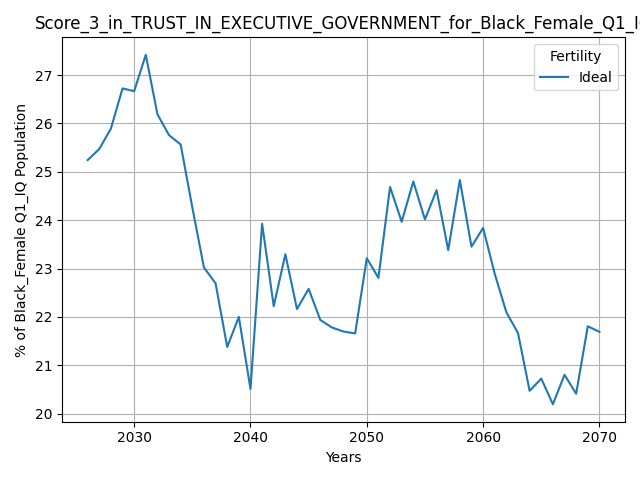 Score_3_in_TRUST_IN_EXECUTIVE_GOVERNMENT_for_Black_Female_Q1_I
Fertility
Ideal
% of Black_Female Q1_IQ Population
27
26
25
24
23
22
21
20
2030 2040 2050 2060 2070
Years